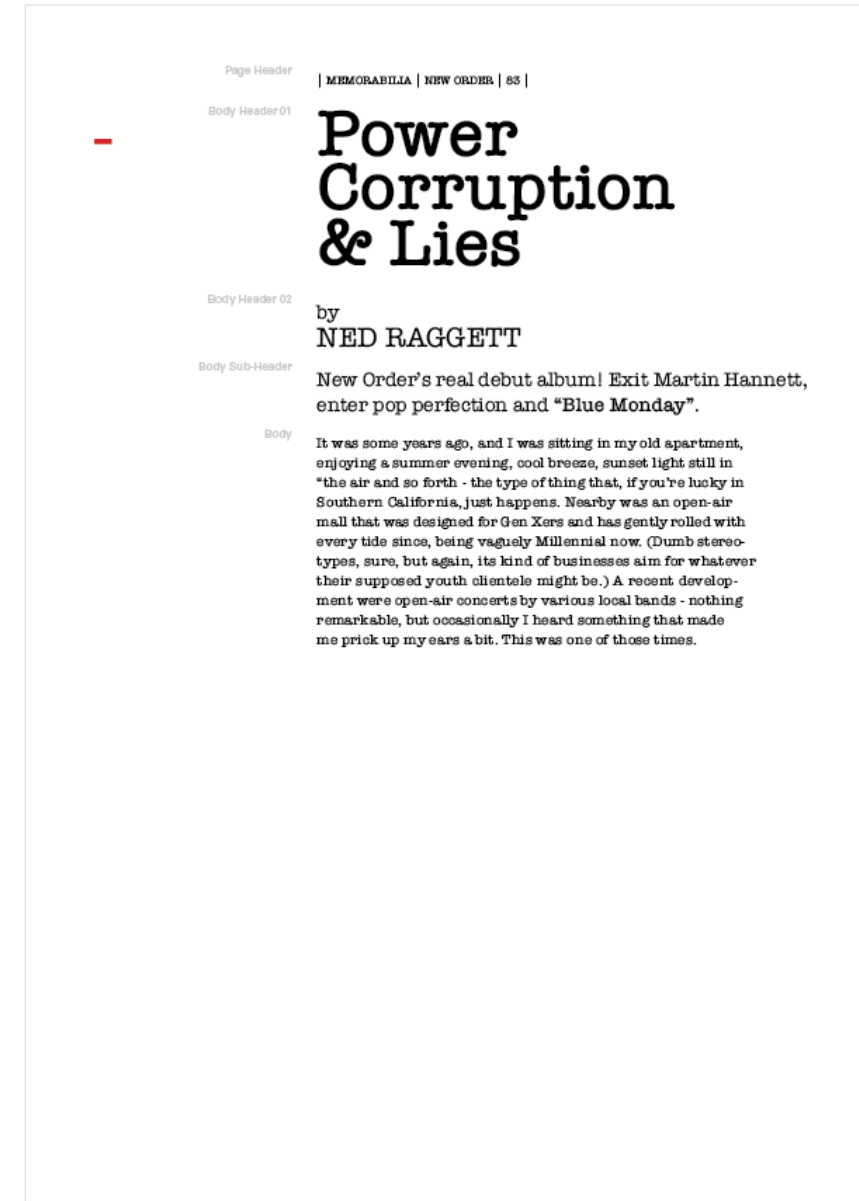 Page Header
| MEMORABILIA | NEW ORDER | 83 |
Body Header 01
Power
Corruption
& Lies
Body Header 02
by
NED RAGGETT
Body Sub-Header
New Order's real debut album! Exit Martin Hannett,
enter pop perfection and “Blue Monday”.
Body
It was some years ago, and I was sitting in my old apartment,
enjoying a summer evening, cool breeze, sunset light still in
“the air and so forth - the type of thing that, if you're lucky in
Southern California, just happens. Nearby was an open-air
mall that was designed for Gen Xers and has gently rolled with
every tide since, being vaguely Millennial now. (Dumb stereo-
types, sure, but again, its kind of businesses aim for whatever
their supposed youth clientele might be.) A recent develop-
ment were open-air concerts by various local bands - nothing
remarkable, but occasionally I heard something that made
me prick up my ears a bit. This was one of those times.